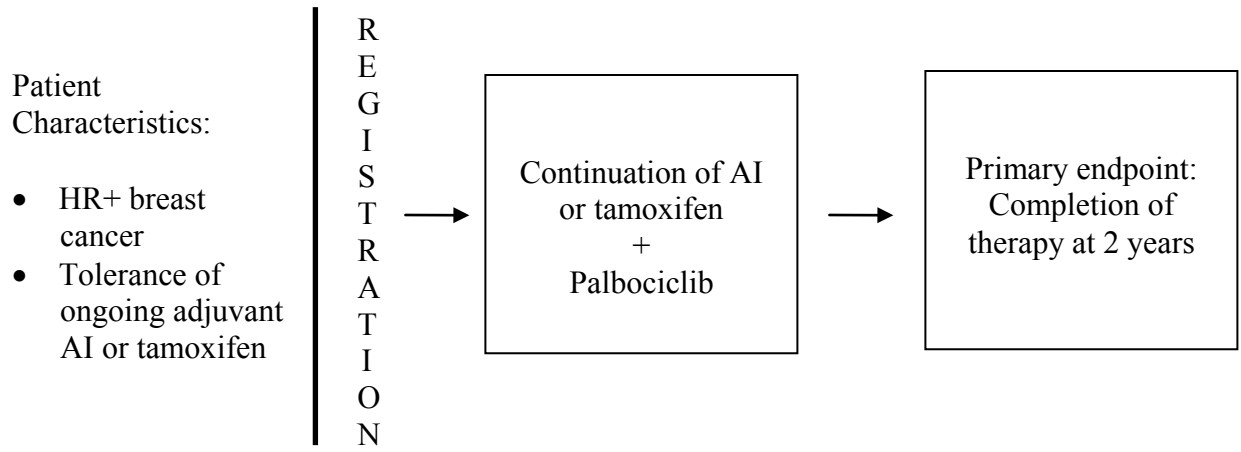 Patient
Characteristics:
• HR+ breast
cancer
• Tolerance of
ongoing adjuvant
AI or tamoxifen
R
E
G
I
S
T
R
A
T
I
O
N
Continuation of AI
or tamoxifen
+
Palbociclib
Primary endpoint:
Completion of
therapy at 2 years